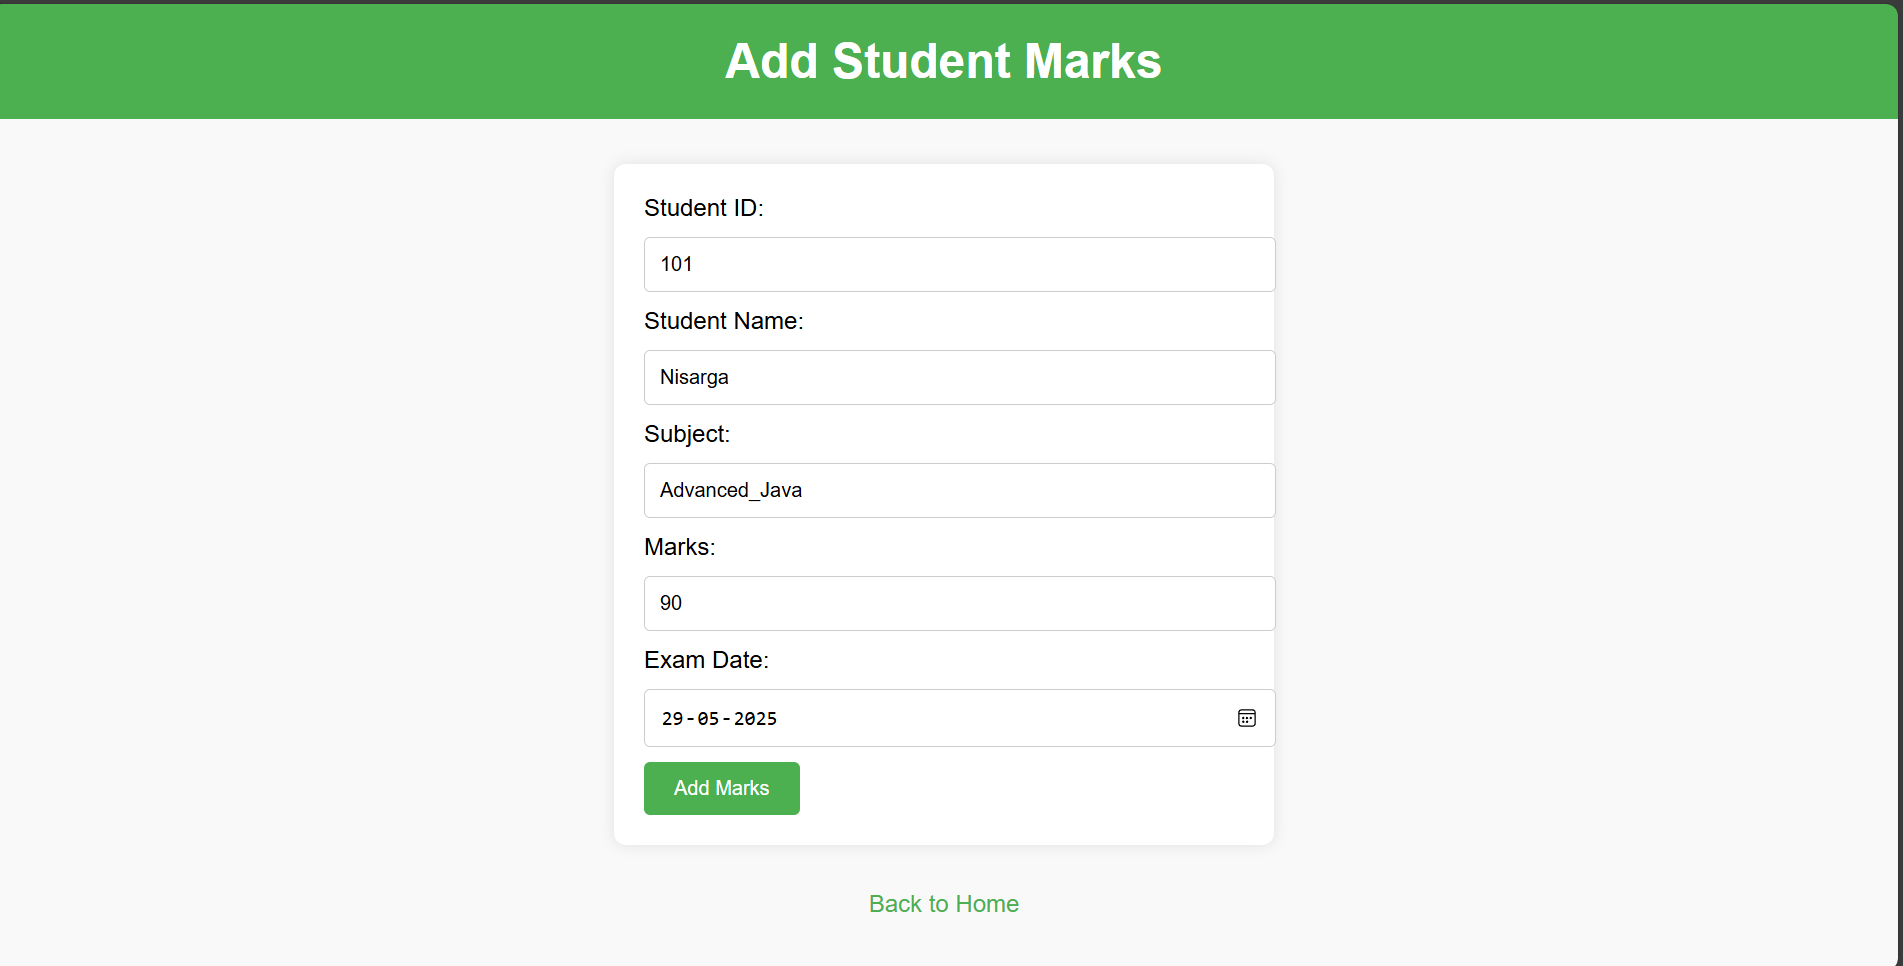 Add Student Marks
Student ID:
101
Student Name:
Nisarga
Subject:
Advanced_Java
Marks:
90
Exam Date:
29-05-2025
Add Marks
Back to Home